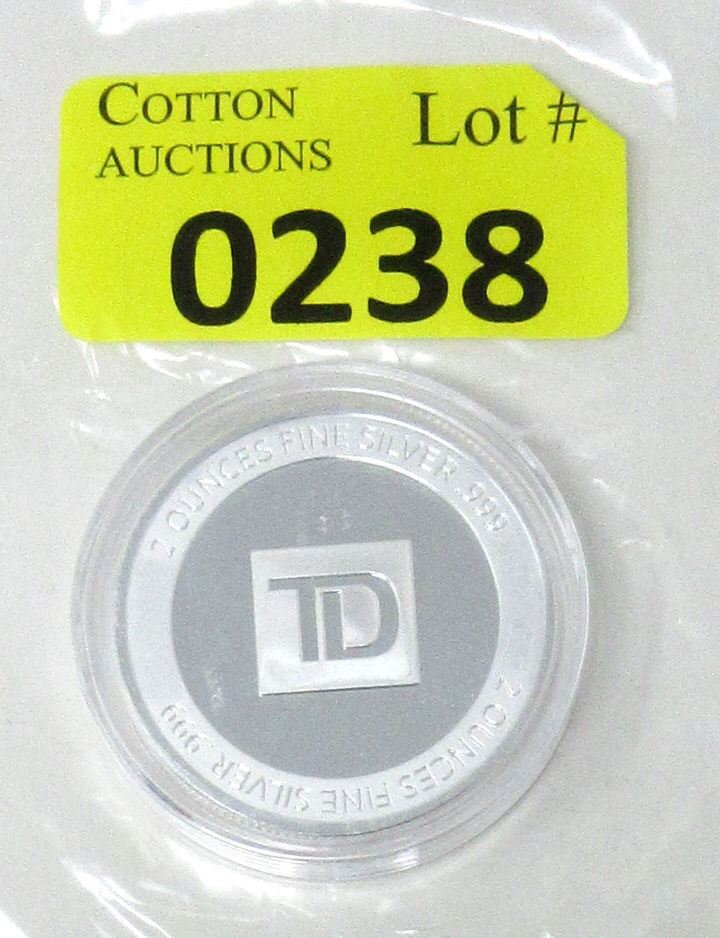 COTTON
AUCTIONS
Lot #
0238
2 OUNCES FINE SILVER .999
TD
2 OUNCES FINE SILVER .999